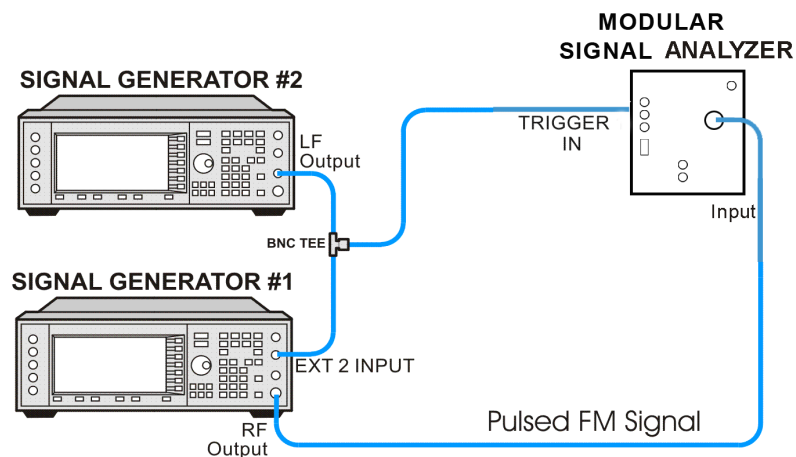 MODULAR
SIGNAL ANALYZER
SIGNAL GENERATOR #2
LF
Output
TRIGGER
IN
Input
BNC TEE
SIGNAL GENERATOR #1
EXT 2 INPUT
RF
Output
Pulsed FM Signal